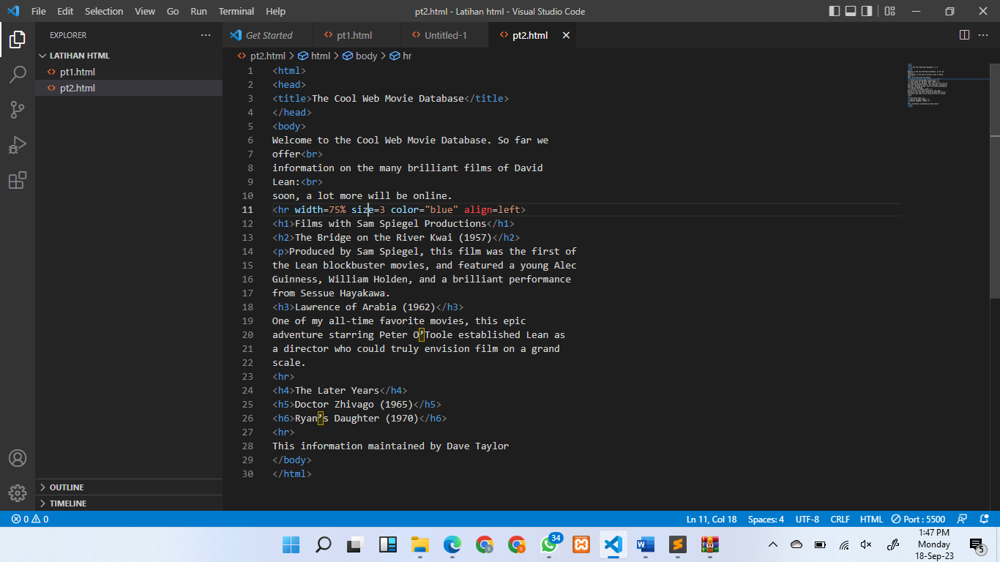 File Edit Selection View Go Run Terminal Help
pt2.html - Latihan html - Visual Studio Code
EXPLORER
Get Started
pt1.html
Untitled-1
pt2.html
LATIHAN HTML
pt1.html
pt2.html
OUTLINE
TIMELINE
pt2.html > html > body > hr
1 <html>
2 <head>
3 <title>The Cool Web Movie Database</title>
4 </head>
5 <body>
6 Welcome to the Cool Web Movie Database. So far we
7 offer<br>
8 information on the many brilliant films of David
9 Lean:<br>
10 soon, a lot more will be online.
11 <hr width=75% size=3 color="blue" align=left>
12 <h1>Films with Sam Spiegel Productions</h1>
13 <h2>The Bridge on the River Kwai (1957)</h2>
14 <p>Produced by Sam Spiegel, this film was the first of
15 the Lean blockbuster movies, and featured a young Alec
16 Guinness, William Holden, and a brilliant performance
17 from Sessue Hayakawa.
18 <h3>Lawrence of Arabia (1962)</h3>
19 One of my all-time favorite movies, this epic
20 adventure starring Peter O’Toole established Lean as
21 a director who could truly envision film on a grand
22 scale.
23 <hr>
24 <h4>The Later Years</h4>
25 <h5>Doctor Zhivago (1965)</h5>
26 <h6>Ryan’s Daughter (1970)</h6>
27 <hr>
28 This information maintained by Dave Taylor
29 </body>
30 </html>
0 0
Ln 11, Col 18 Spaces: 4 UTF-8 CRLF HTML Port : 5500
34
1:47 PM
Monday
18-Sep-23
5